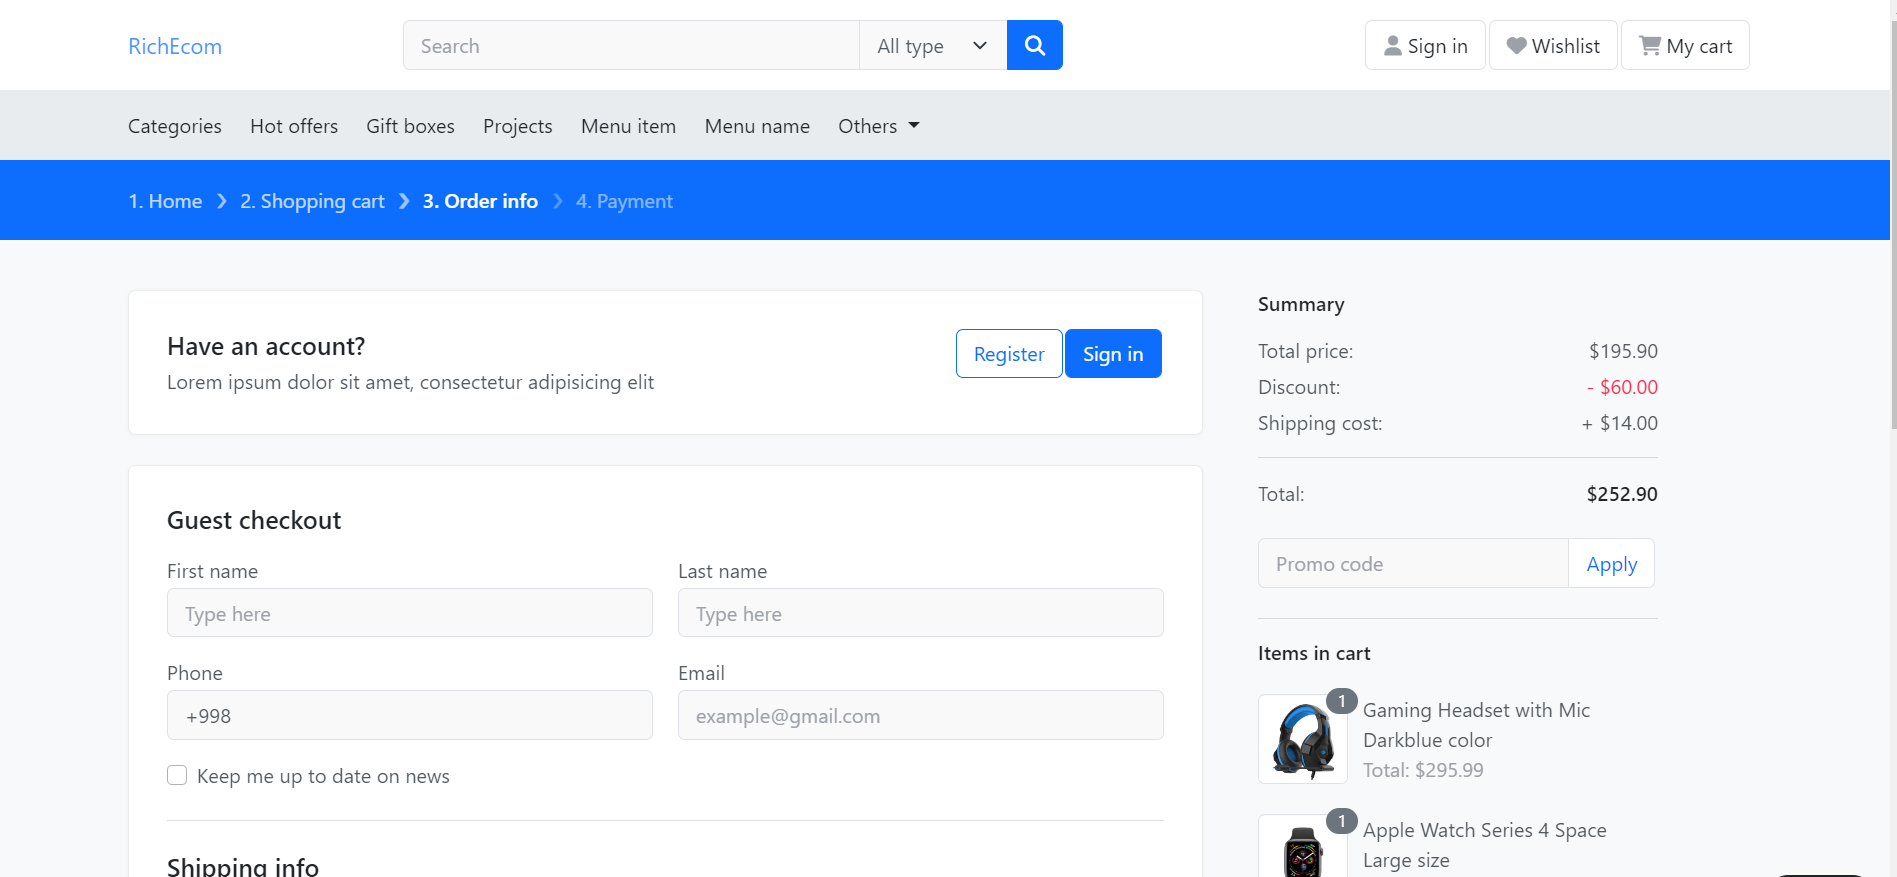 RichEcom
Search
All type
Sign in
Wishlist
My cart
Categories
Hot offers
Gift boxes
Projects
Menu item
Menu name
Others
1. Home
2. Shopping cart
3. Order info
4. Payment
Have an account?
Lorem ipsum dolor sit amet, consectetur adipisicing elit
Register
Sign in
Guest checkout
First name
Last name
Type here
Type here
Phone
Email
+998
example@gmail.com
Keep me up to date on news
Shipping info
Summary
Total price: $195.90
Discount: - $60.00
Shipping cost: + $14.00
Total: $252.90
Promo code
Apply
Items in cart
1
Gaming Headset with Mic
Darkblue color
Total: $295.99
1
Apple Watch Series 4 Space
Large size